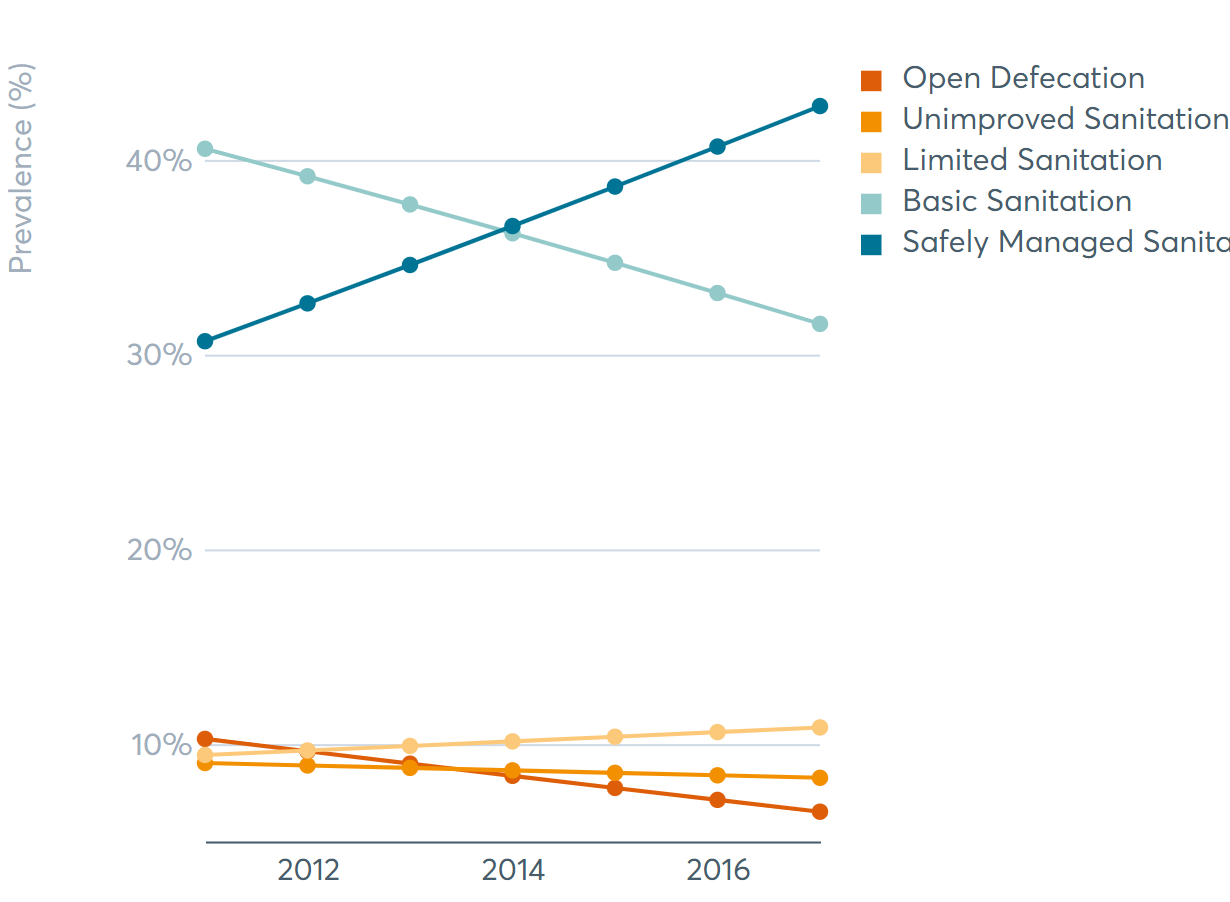 Prevalence (%)
40%
30%
20%
10%
2012
2014
2016
Open Defecation
Unimproved Sanitation
Limited Sanitation
Basic Sanitation
Safely Managed Sanita